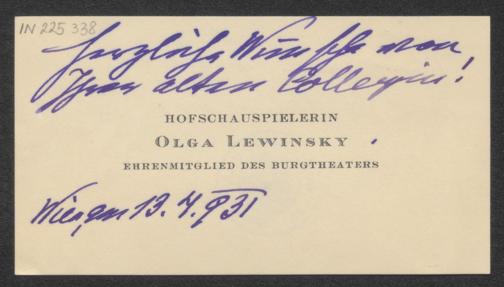 IN 225 338
Herzliche Wünsche von
Ihrer alten Collegin!
HOFSCHAUSPIELERIN
OLGA LEWINSKY
EHRENMITGLIED DES BURGTHEATERS
Wien, am 13. 4. 931